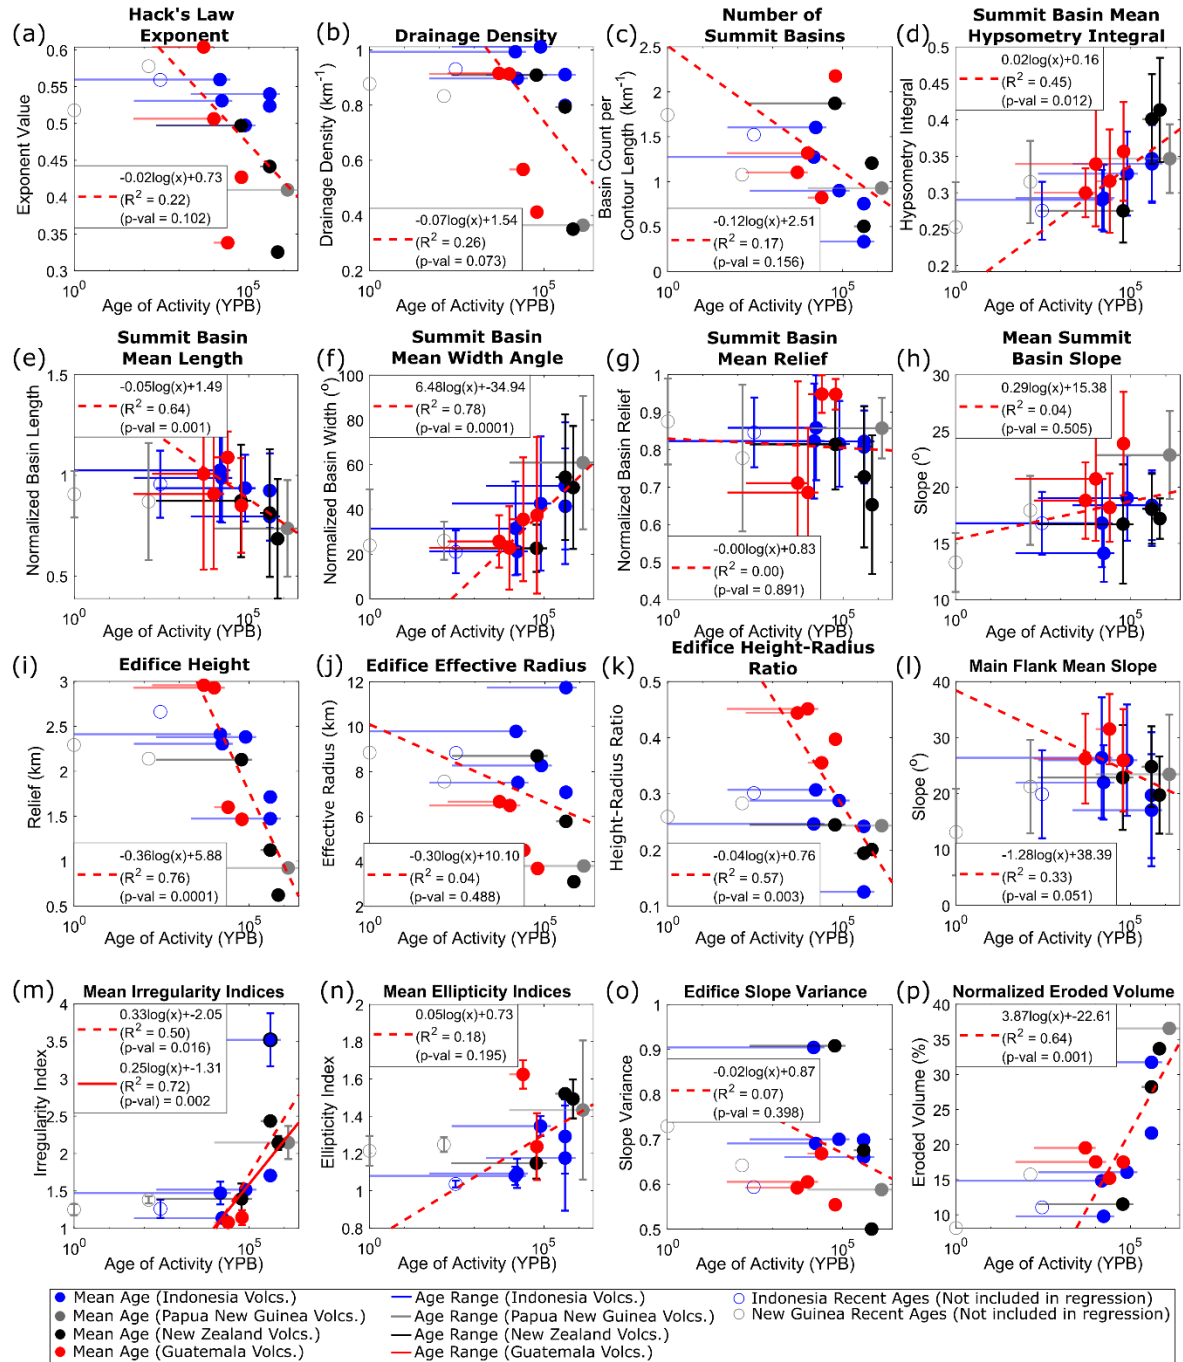 (a)
Hack's Law
Exponent
0.6
0.55
0.5
0.45
0.4
0.35
0.3
Exponent Value
-0.02log(x)+0.73
(R² = 0.22)
(p-val = 0.102)
10⁰
10⁵
Age of Activity (YPB)
(b)
Drainage Density
1
0.8
0.6
0.4
0.2
Drainage Density (km⁻¹)
-0.07log(x)+1.54
(R² = 0.26)
(p-val = 0.073)
10⁰
10⁵
Age of Activity (YPB)
(c)
Number of
Summit Basins
2.5
2
1.5
1
0.5
0
Basin Count per
Contour Length (km⁻¹)
-0.12log(x)+2.51
(R² = 0.17)
(p-val = 0.156)
10⁰
10⁵
Age of Activity (YPB)
(d)
Summit Basin Mean
Hypsometry Integral
0.5
0.4
0.3
0.2
Hypsometry Integral
0.02log(x)+0.16
(R² = 0.45)
(p-val = 0.012)
10⁰
10⁵
Age of Activity (YPB)
(e)
Summit Basin
Mean Length
1.5
1
0.5
Normalized Basin Length
-0.05log(x)+1.49
(R² = 0.64)
(p-val = 0.001)
10⁰
10⁵
Age of Activity (YPB)
(f)
Summit Basin
Mean Width Angle
100
80
60
40
20
0
Normalized Basin Width (°)
6.48log(x)+-34.94
(R² = 0.78)
(p-val = 0.0001)
10⁰
10⁵
Age of Activity (YPB)
(g)
Summit Basin
Mean Relief
1
0.9
0.8
0.7
0.6
0.5
0.4
Normalized Basin Relief
-0.00log(x)+0.83
(R² = 0.00)
(p-val = 0.891)
10⁰
10⁵
Age of Activity (YPB)
(h)
Mean Summit
Basin Slope
30
25
20
15
10
Slope (°)
0.29log(x)+15.38
(R² = 0.04)
(p-val = 0.505)
10⁰
10⁵
Age of Activity (YPB)
(i)
Edifice Height
3
2.5
2
1.5
1
0.5
Relief (km)
-0.36log(x)+5.88
(R² = 0.76)
(p-val = 0.0001)
10⁰
10⁵
Age of Activity (YPB)
(j)
Edifice Effective Radius
12
10
8
6
4
2
Effective Radius (km)
-0.30log(x)+10.10
(R² = 0.04)
(p-val = 0.488)
10⁰
10⁵
Age of Activity (YPB)
(k)
Edifice Height-Radius
Ratio
0.5
0.4
0.3
0.2
0.1
Height-Radius Ratio
-0.04log(x)+0.76
(R² = 0.57)
(p-val = 0.003)
10⁰
10⁵
Age of Activity (YPB)
(l)
Main Flank Mean Slope
40
30
20
10
0
Slope (°)
-1.28log(x)+38.39
(R² = 0.33)
(p-val = 0.051)
10⁰
10⁵
Age of Activity (YPB)
(m)
Mean Irregularity Indices
4
3.5
3
2.5
2
1.5
1
Irregularity Index
0.33log(x)+-2.05
(R² = 0.50)
(p-val = 0.016)
0.25log(x)+-1.31
(R² = 0.72)
(p-val) = 0.002
10⁰
10⁵
Age of Activity (YPB)
(n)
Mean Ellipticity Indices
2
1.8
1.6
1.4
1.2
1
0.8
Ellipticity Index
0.05log(x)+0.73
(R² = 0.18)
(p-val = 0.195)
10⁰
10⁵
Age of Activity (YPB)
(o)
Edifice Slope Variance
1
0.9
0.8
0.7
0.6
0.5
Slope Variance
-0.02log(x)+0.87
(R² = 0.07)
(p-val = 0.398)
10⁰
10⁵
Age of Activity (YPB)
(p)
Normalized Eroded Volume
40
35
30
25
20
15
10
Eroded Volume (%)
3.87log(x)+-22.61
(R² = 0.64)
(p-val = 0.001)
10⁰
10⁵
Age of Activity (YPB)
Mean Age (Indonesia Volcs.)
Mean Age (Papua New Guinea Volcs.)
Mean Age (New Zealand Volcs.)
Mean Age (Guatemala Volcs.)
Age Range (Indonesia Volcs.)
Age Range (Papua New Guinea Volcs.)
Age Range (New Zealand Volcs.)
Age Range (Guatemala Volcs.)
Indonesia Recent Ages (Not included in regression)
New Guinea Recent Ages (Not included in regression)